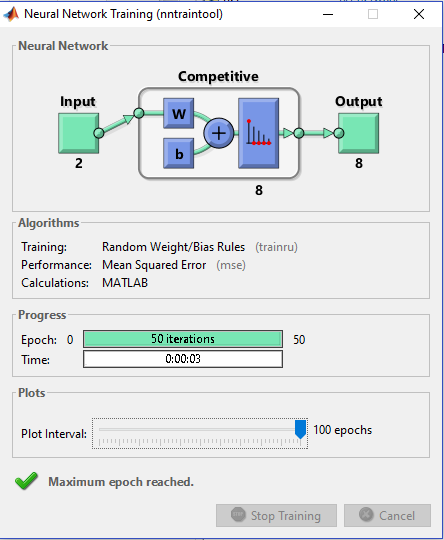 Neural Network Training (nntraintool)
Neural Network
Competitive
Input
Output
W
b
2
8
8
Algorithms
Training: Random Weight/Bias Rules (trainru)
Performance: Mean Squared Error (mse)
Calculations: MATLAB
Progress
Epoch: 0 50 iterations 50
Time: 0:00:03
Plots
Plot Interval: 100 epochs
Maximum epoch reached.
Stop Training Cancel